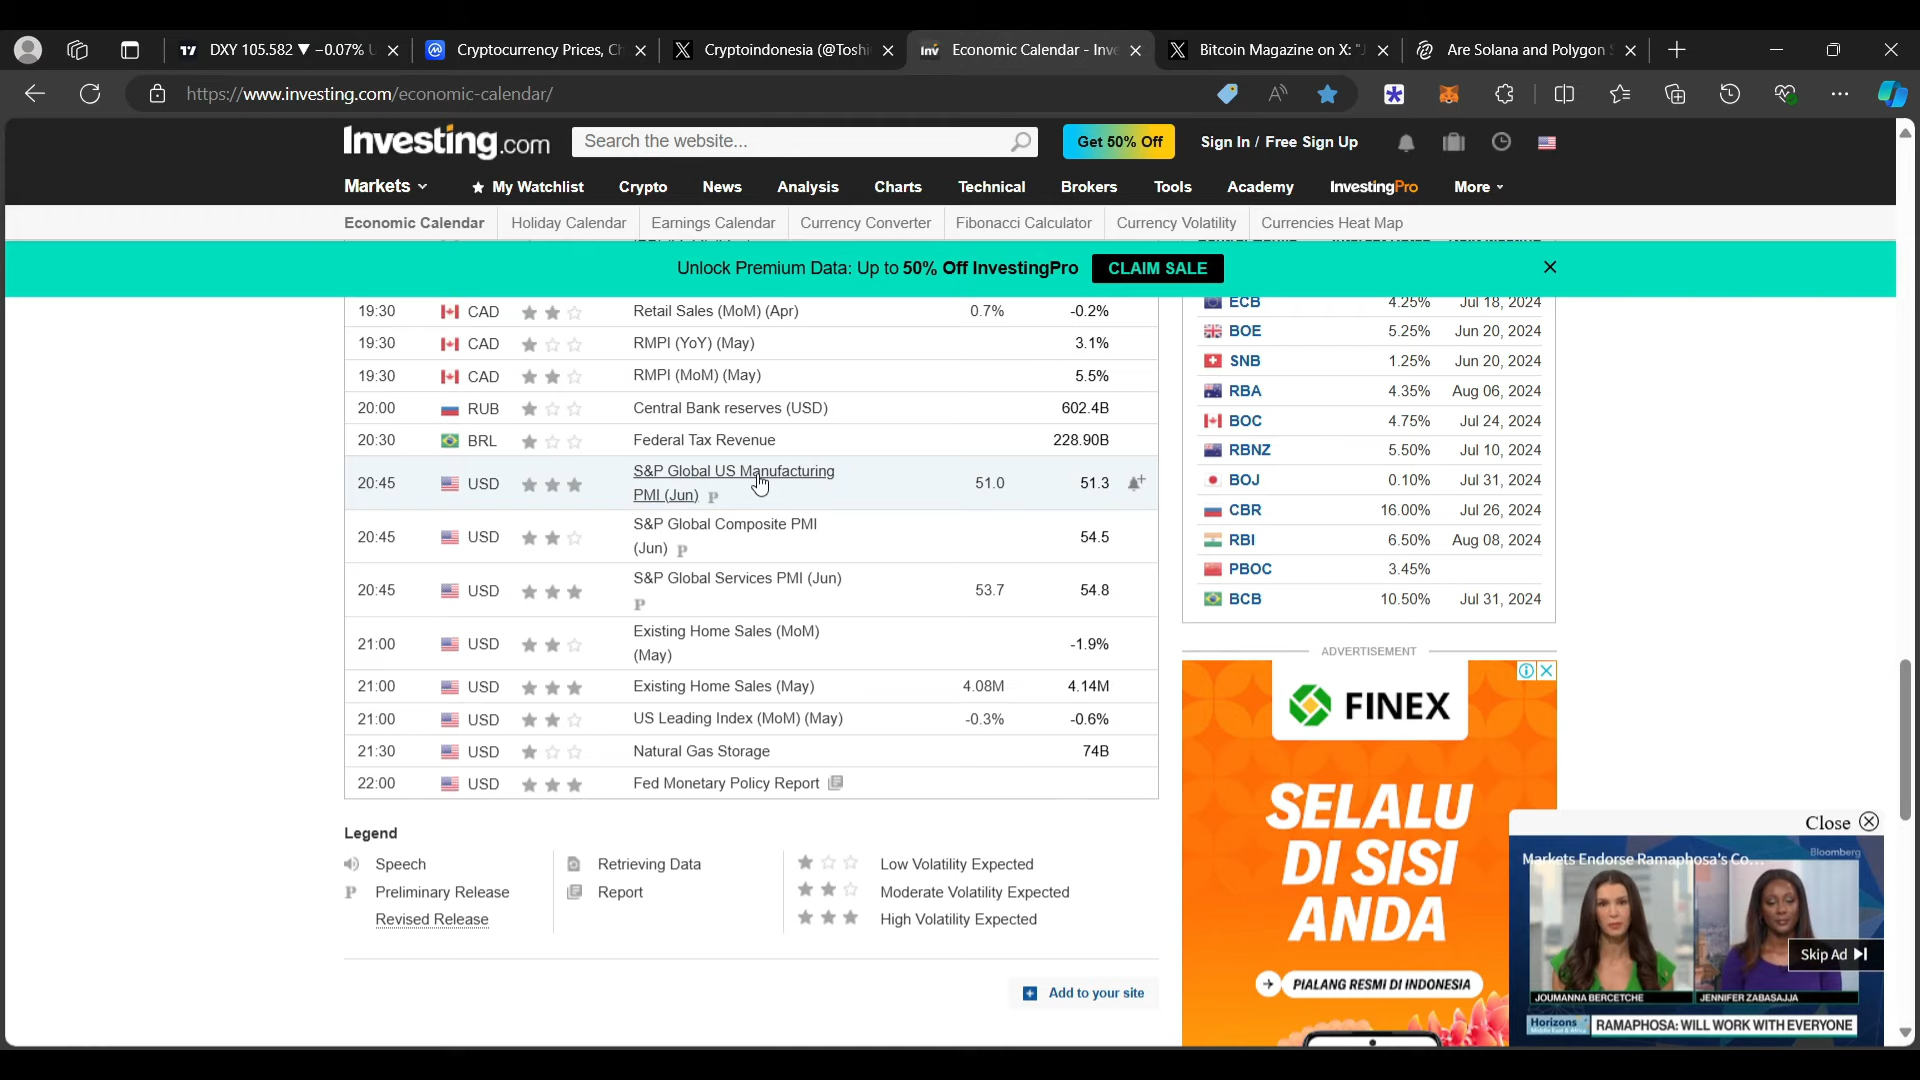 DXY 105.582 ▼ −0.07% U
Cryptocurrency Prices, Ch
Cryptoindonesia (@Toshi
Economic Calendar - Inve
Bitcoin Magazine on X: "J
Are Solana and Polygon S
https://www.investing.com/economic-calendar/
Investing.com
Search the website...
Get 50% Off
Sign In / Free Sign Up
Markets
My Watchlist
Crypto
News
Analysis
Charts
Technical
Brokers
Tools
Academy
InvestingPro
More
Economic Calendar
Holiday Calendar
Earnings Calendar
Currency Converter
Fibonacci Calculator
Currency Volatility
Currencies Heat Map
Unlock Premium Data: Up to 50% Off InvestingPro
CLAIM SALE
19:30 CAD Retail Sales (MoM) (Apr) 0.7% -0.2%
19:30 CAD RMPI (YoY) (May) 3.1%
19:30 CAD RMPI (MoM) (May) 5.5%
20:00 RUB Central Bank reserves (USD) 602.4B
20:30 BRL Federal Tax Revenue 228.90B
20:45 USD S&P Global US Manufacturing 51.0 51.3
PMI (Jun) P
20:45 USD S&P Global Composite PMI 54.5
(Jun) P
20:45 USD S&P Global Services PMI (Jun) 53.7 54.8
P
21:00 USD Existing Home Sales (MoM) -1.9%
(May)
21:00 USD Existing Home Sales (May) 4.08M 4.14M
21:00 USD US Leading Index (MoM) (May) -0.3% -0.6%
21:30 USD Natural Gas Storage 74B
22:00 USD Fed Monetary Policy Report
ECB 4.25% Jul 18, 2024
BOE 5.25% Jun 20, 2024
SNB 1.25% Jun 20, 2024
RBA 4.35% Aug 06, 2024
BOC 4.75% Jul 24, 2024
RBNZ 5.50% Jul 10, 2024
BOJ 0.10% Jul 31, 2024
CBR 16.00% Jul 26, 2024
RBI 6.50% Aug 08, 2024
PBOC 3.45%
BCB 10.50% Jul 31, 2024
ADVERTISEMENT
FINEX
SELALU
DI SISI
ANDA
PIALANG RESMI DI INDONESIA
Legend
Speech
Retrieving Data
Low Volatility Expected
P Preliminary Release
Report
Moderate Volatility Expected
Revised Release
High Volatility Expected
Add to your site
Close
Markets Endorse Ramaphosa's Co...
Bloomberg
Skip Ad
JOUMANNA BERCETCHE
JENNIFER ZABASAJJA
Horizons
Middle East & Africa
RAMAPHOSA: WILL WORK WITH EVERYONE